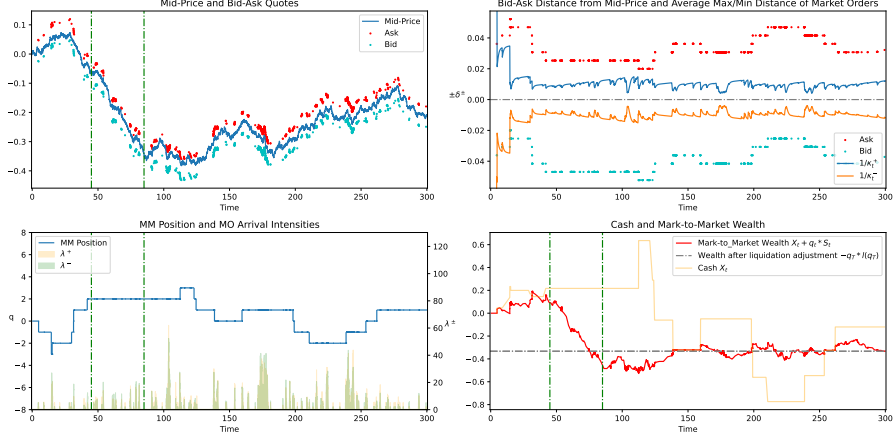 Mid-Price and Bid-Ask Quotes
Mid-Price
Ask
Bid
0.1
0.0
−0.1
−0.2
−0.3
−0.4
0 50 100 150 200 250 300
Time
Bid-Ask Distance from Mid-Price and Average Max/Min Distance of Market Orders
±δ±
0.04
0.02
0.00
−0.02
−0.04
Ask
Bid
1/κₜ⁺
1/κₜ⁻
0 50 100 150 200 250 300
Time
MM Position and MO Arrival Intensities
MM Position
λ⁺
λ⁻
q
8
6
4
2
0
−2
−4
−6
−8
120
100
80
60
40
20
0
λ±
0 50 100 150 200 250 300
Time
Cash and Mark-to-Market Wealth
Mark-to_Market Wealth Xₜ + qₜ * Sₜ
Wealth after liquidation adjustment −q_T * l(q_T)
Cash Xₜ
0.6
0.4
0.2
0.0
−0.2
−0.4
−0.6
−0.8
0 50 100 150 200 250 300
Time